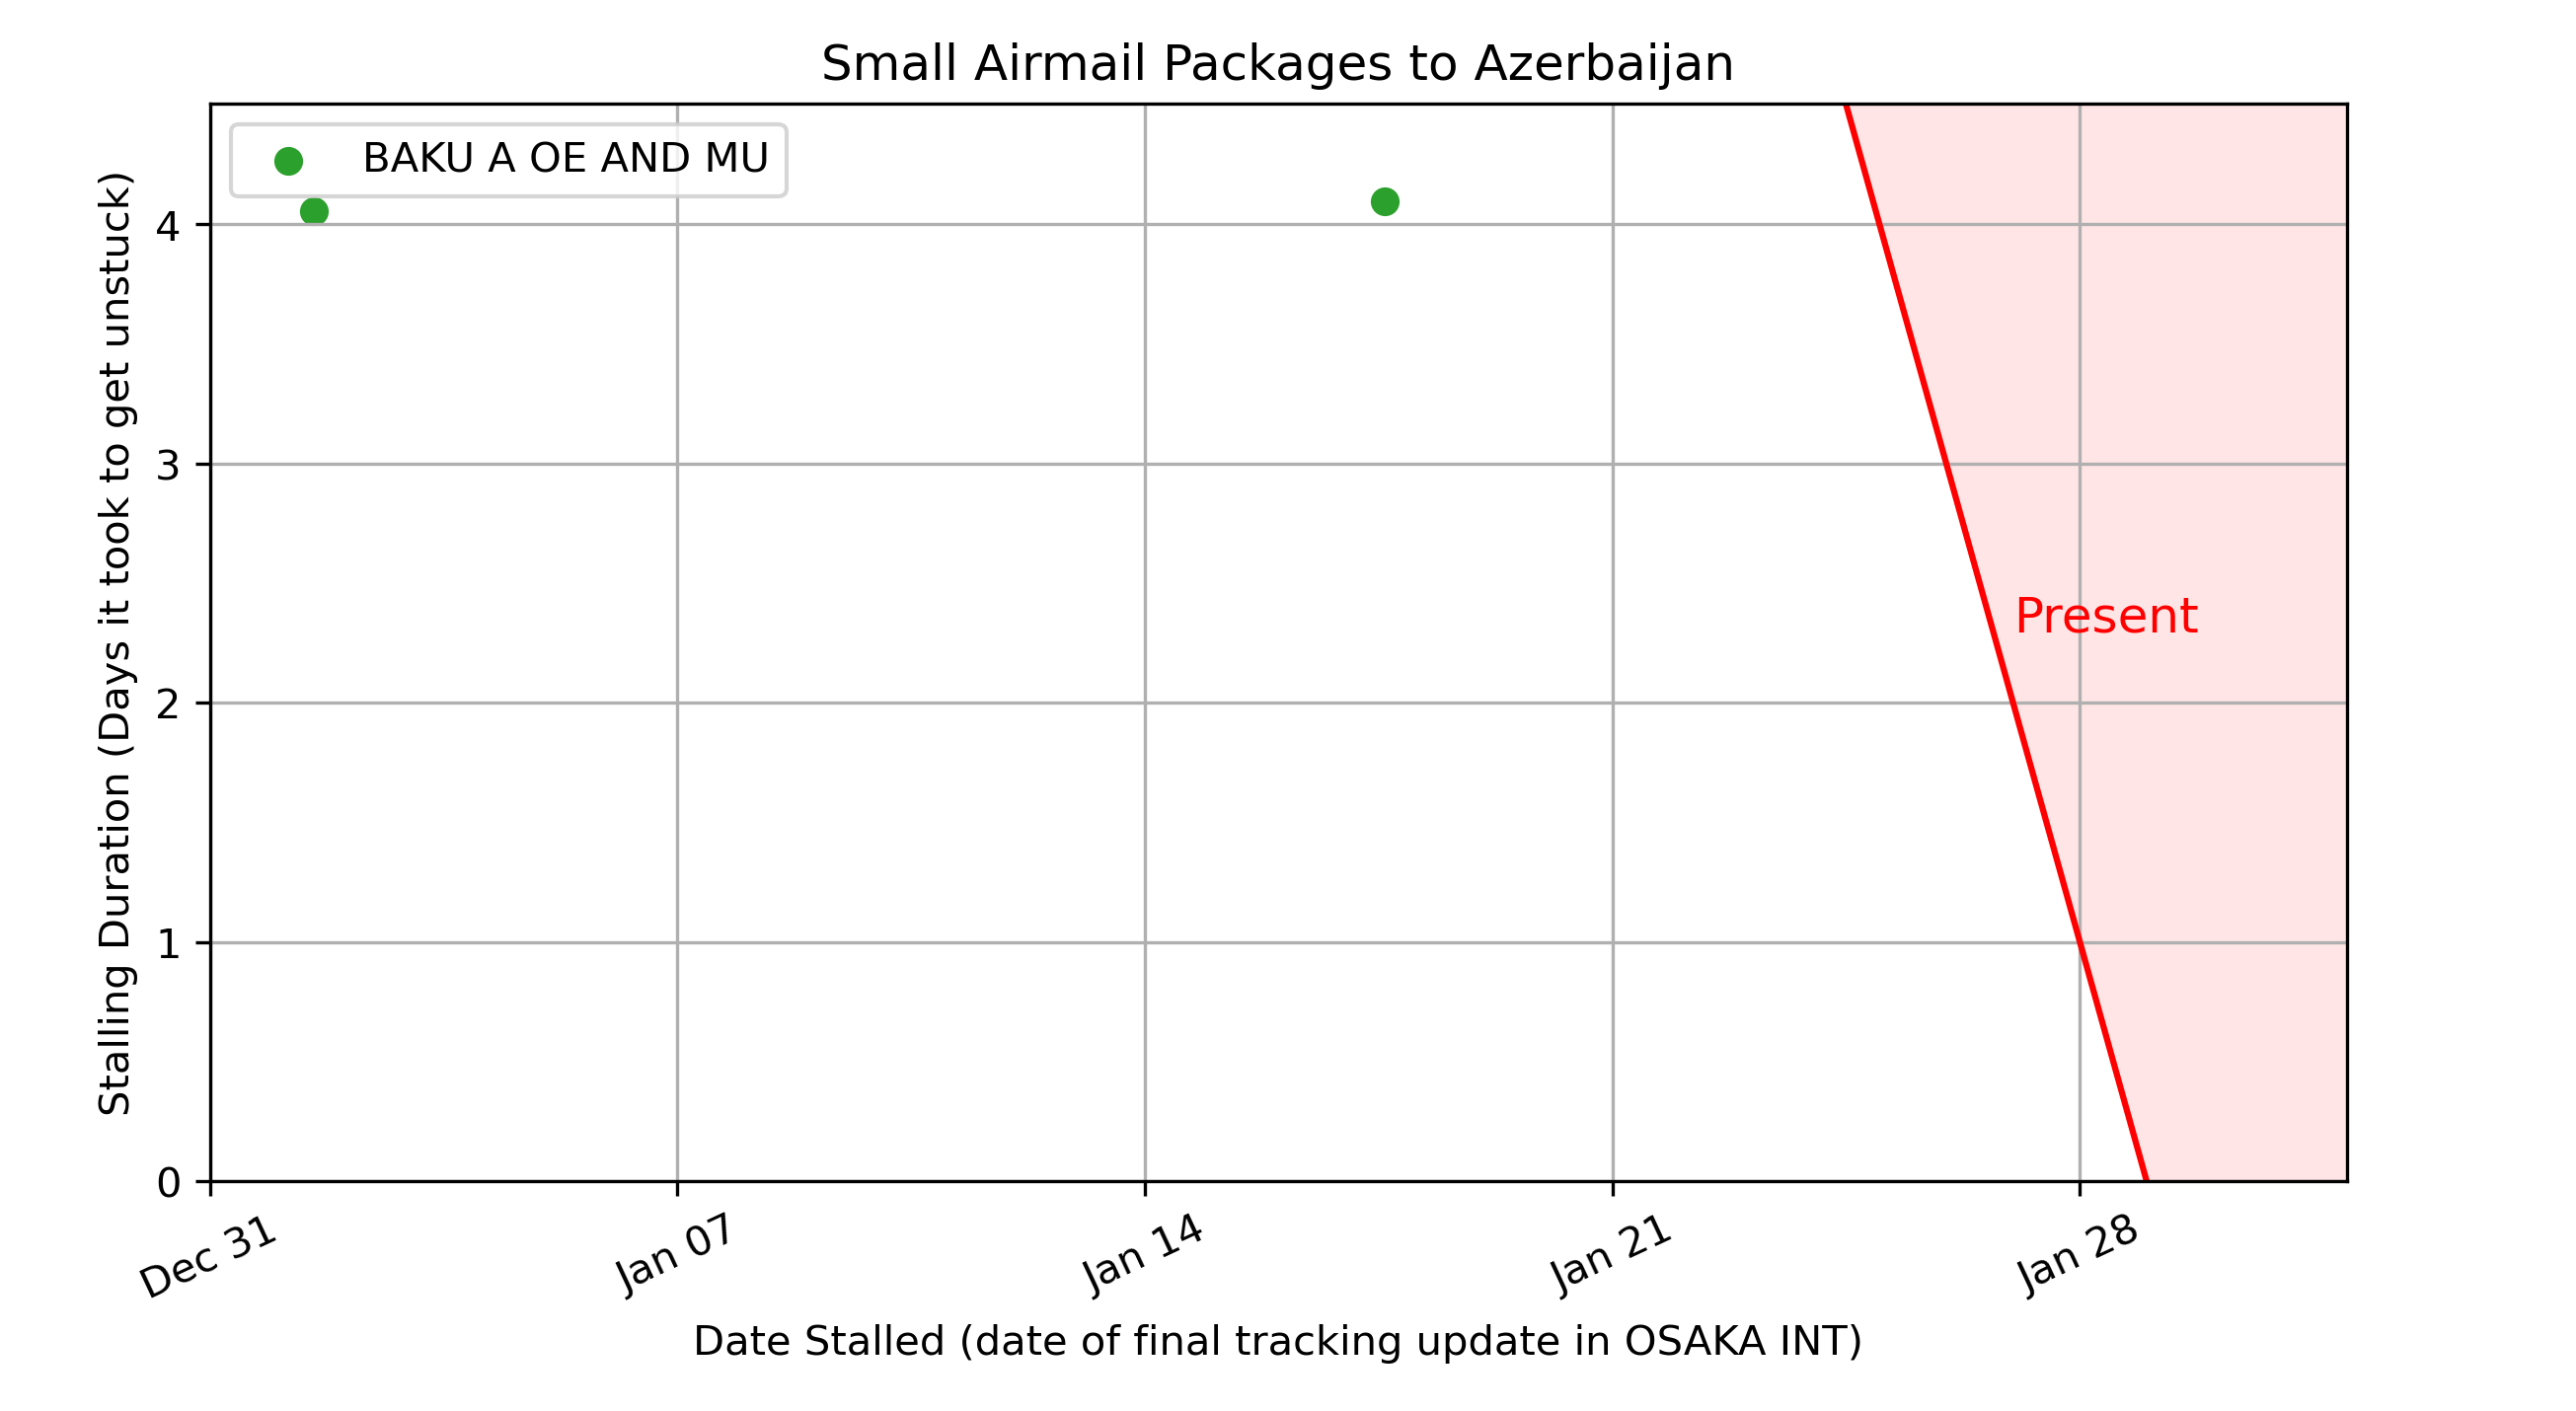 Small Airmail Packages to Azerbaijan
BAKU A OE AND MU
Stalling Duration (Days it took to get unstuck)
4
3
2
1
0
Present
Dec 31
Jan 07
Jan 14
Jan 21
Jan 28
Date Stalled (date of final tracking update in OSAKA INT)